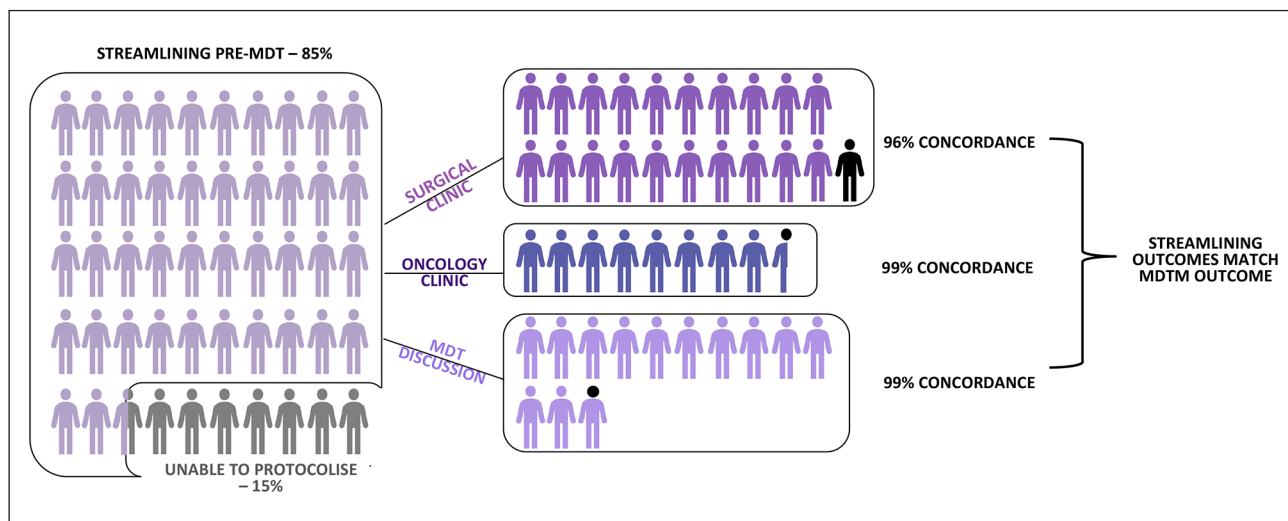 STREAMLINING PRE-MDT – 85%
SURGICAL
CLINIC
ONCOLOGY
CLINIC
MDT
DISCUSSION
UNABLE TO PROTOCOLISE
– 15%
96% CONCORDANCE
99% CONCORDANCE
99% CONCORDANCE
STREAMLINING
OUTCOMES MATCH
MDTM OUTCOME